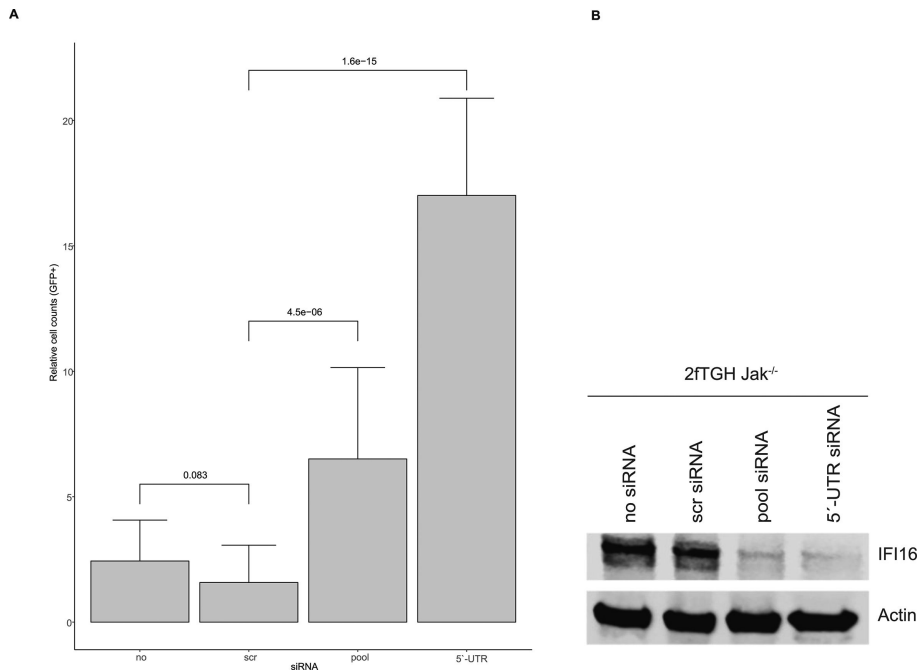 A
B
1.6e−15
20
15
4.5e−06
10
0.083
5
0
Relative cell counts (GFP+)
no
scr
pool
5`-UTR
siRNA
2fTGH Jak-/-
no siRNA
scr siRNA
pool siRNA
5´-UTR siRNA
IFI16
Actin